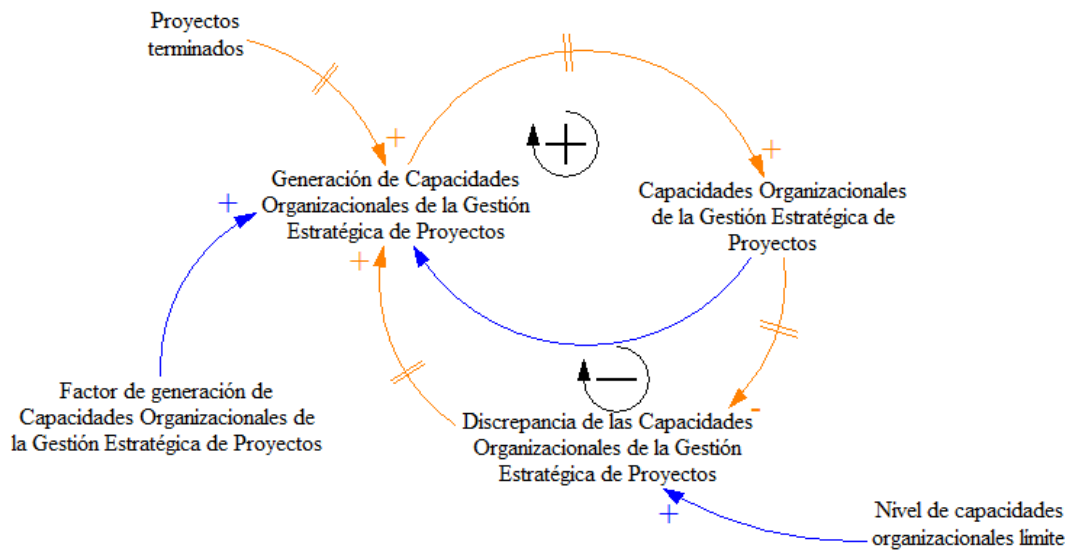 Proyectos
terminados
Generación de Capacidades
Organizacionales de la Gestión
Estratégica de Proyectos
Capacidades Organizacionales
de la Gestión Estratégica de
Proyectos
Factor de generación de
Capacidades Organizacionales de
la Gestión Estratégica de Proyectos
Discrepancia de las Capacidades
Organizacionales de la Gestión
Estratégica de Proyectos
Nivel de capacidades
organizacionales límite